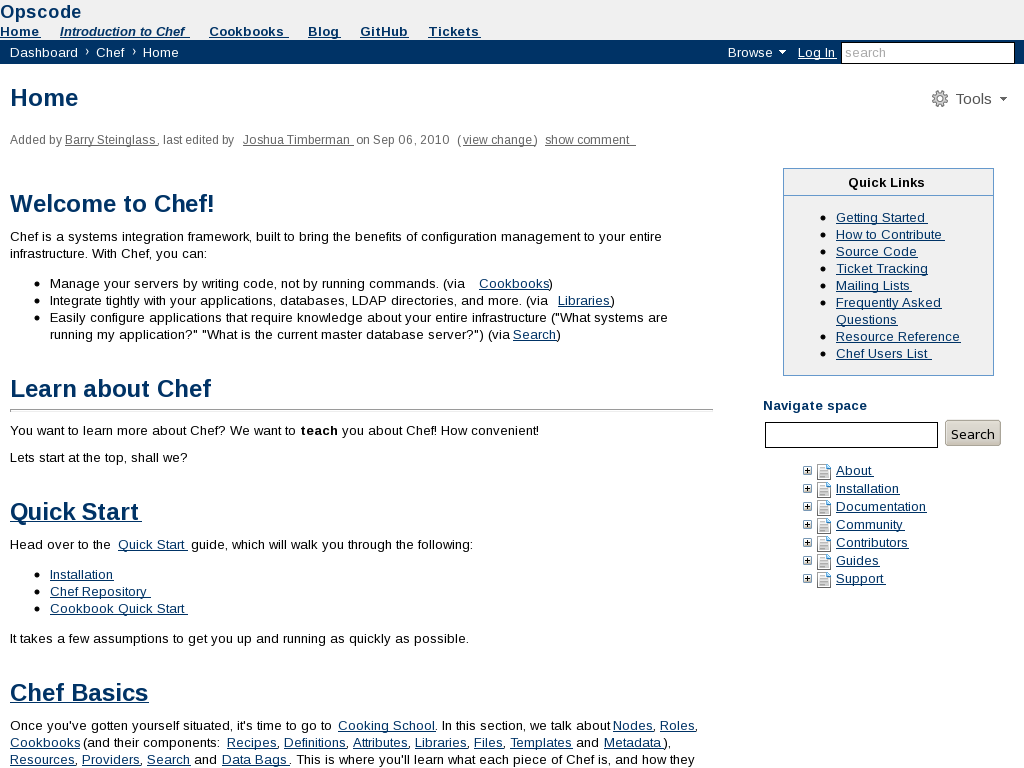 Opscode
Home Introduction to Chef Cookbooks Blog GitHub Tickets
Dashboard › Chef › Home
Browse Log In search
Home
Tools
Added by Barry Steinglass, last edited by Joshua Timberman on Sep 06, 2010 (view change) show comment
Welcome to Chef!
Chef is a systems integration framework, built to bring the benefits of configuration management to your entire
infrastructure. With Chef, you can:
Manage your servers by writing code, not by running commands. (via Cookbooks)
Integrate tightly with your applications, databases, LDAP directories, and more. (via Libraries)
Easily configure applications that require knowledge about your entire infrastructure ("What systems are
running my application?" "What is the current master database server?") (via Search)
Learn about Chef
You want to learn more about Chef? We want to teach you about Chef! How convenient!
Lets start at the top, shall we?
Quick Start
Head over to the Quick Start guide, which will walk you through the following:
Installation
Chef Repository
Cookbook Quick Start
It takes a few assumptions to get you up and running as quickly as possible.
Chef Basics
Once you've gotten yourself situated, it's time to go to Cooking School. In this section, we talk about Nodes, Roles,
Cookbooks (and their components: Recipes, Definitions, Attributes, Libraries, Files, Templates and Metadata),
Resources, Providers, Search and Data Bags. This is where you'll learn what each piece of Chef is, and how they
Quick Links
Getting Started
How to Contribute
Source Code
Ticket Tracking
Mailing Lists
Frequently Asked
Questions
Resource Reference
Chef Users List
Navigate space
Search
About
Installation
Documentation
Community
Contributors
Guides
Support